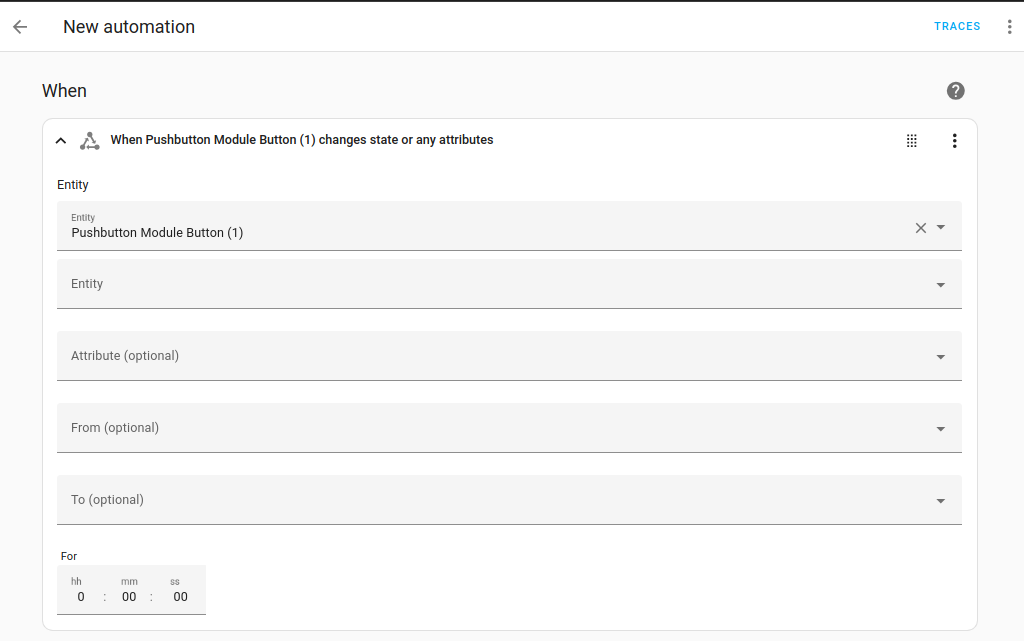 New automation
TRACES
When
When Pushbutton Module Button (1) changes state or any attributes
Entity
Entity
Pushbutton Module Button (1)
Entity
Attribute (optional)
From (optional)
To (optional)
For
hh mm ss
0 : 00 : 00